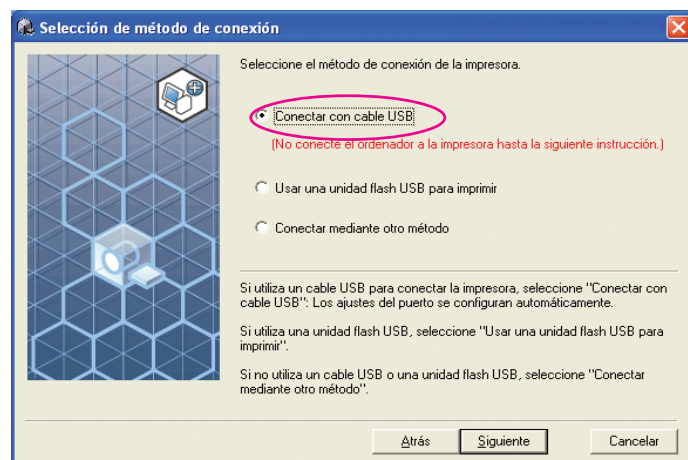 Selección de método de conexión
Seleccione el método de conexión de la impresora.
Conectar con cable USB
(No conecte el ordenador a la impresora hasta la siguiente instrucción.)
Usar una unidad flash USB para imprimir
Conectar mediante otro método
Si utiliza un cable USB para conectar la impresora, seleccione "Conectar con
cable USB": Los ajustes del puerto se configuran automáticamente.
Si utiliza una unidad flash USB, seleccione "Usar una unidad flash USB para
imprimir".
Si no utiliza un cable USB o una unidad flash USB, seleccione "Conectar
mediante otro método".
Atrás
Siguiente
Cancelar